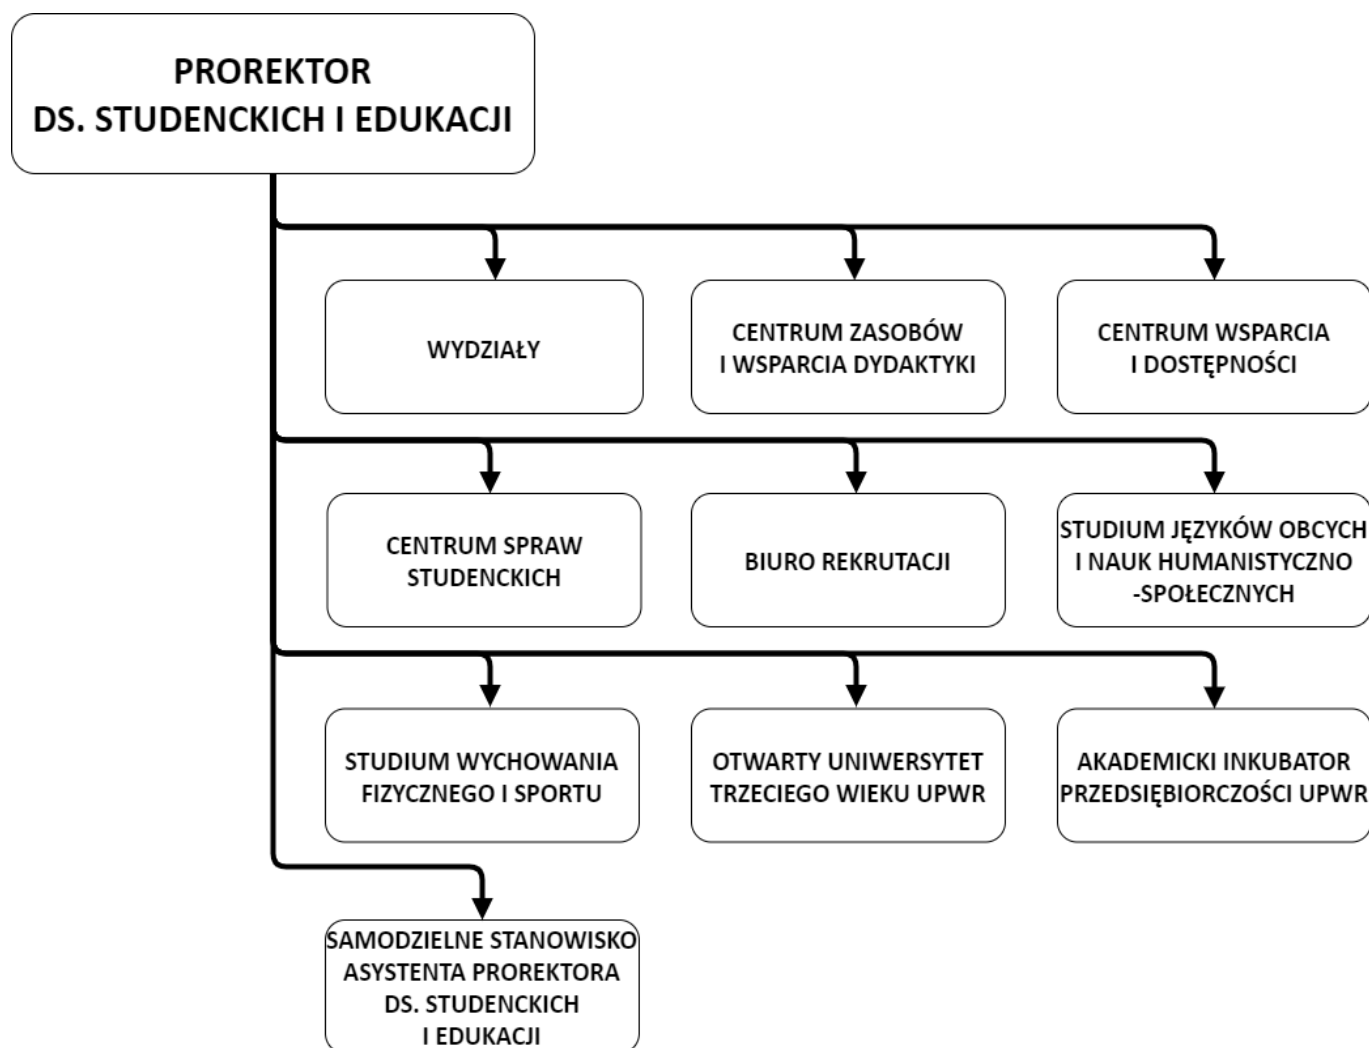 PROREKTOR
DS. STUDENCKICH I EDUKACJI
WYDZIAŁY
CENTRUM ZASOBÓW
I WSPARCIA DYDAKTYKI
CENTRUM WSPARCIA
I DOSTĘPNOŚCI
CENTRUM SPRAW
STUDENCKICH
BIURO REKRUTACJI
STUDIUM JĘZYKÓW OBCYCH
I NAUK HUMANISTYCZNO
-SPOŁECZNYCH
STUDIUM WYCHOWANIA
FIZYCZNEGO I SPORTU
OTWARTY UNIWERSYTET
TRZECIEGO WIEKU UPWR
AKADEMICKI INKUBATOR
PRZEDSIĘBIORCZOŚCI UPWR
SAMODZIELNE STANOWISKO
ASYSTENTA PROREKTORA
DS. STUDENCKICH
I EDUKACJI